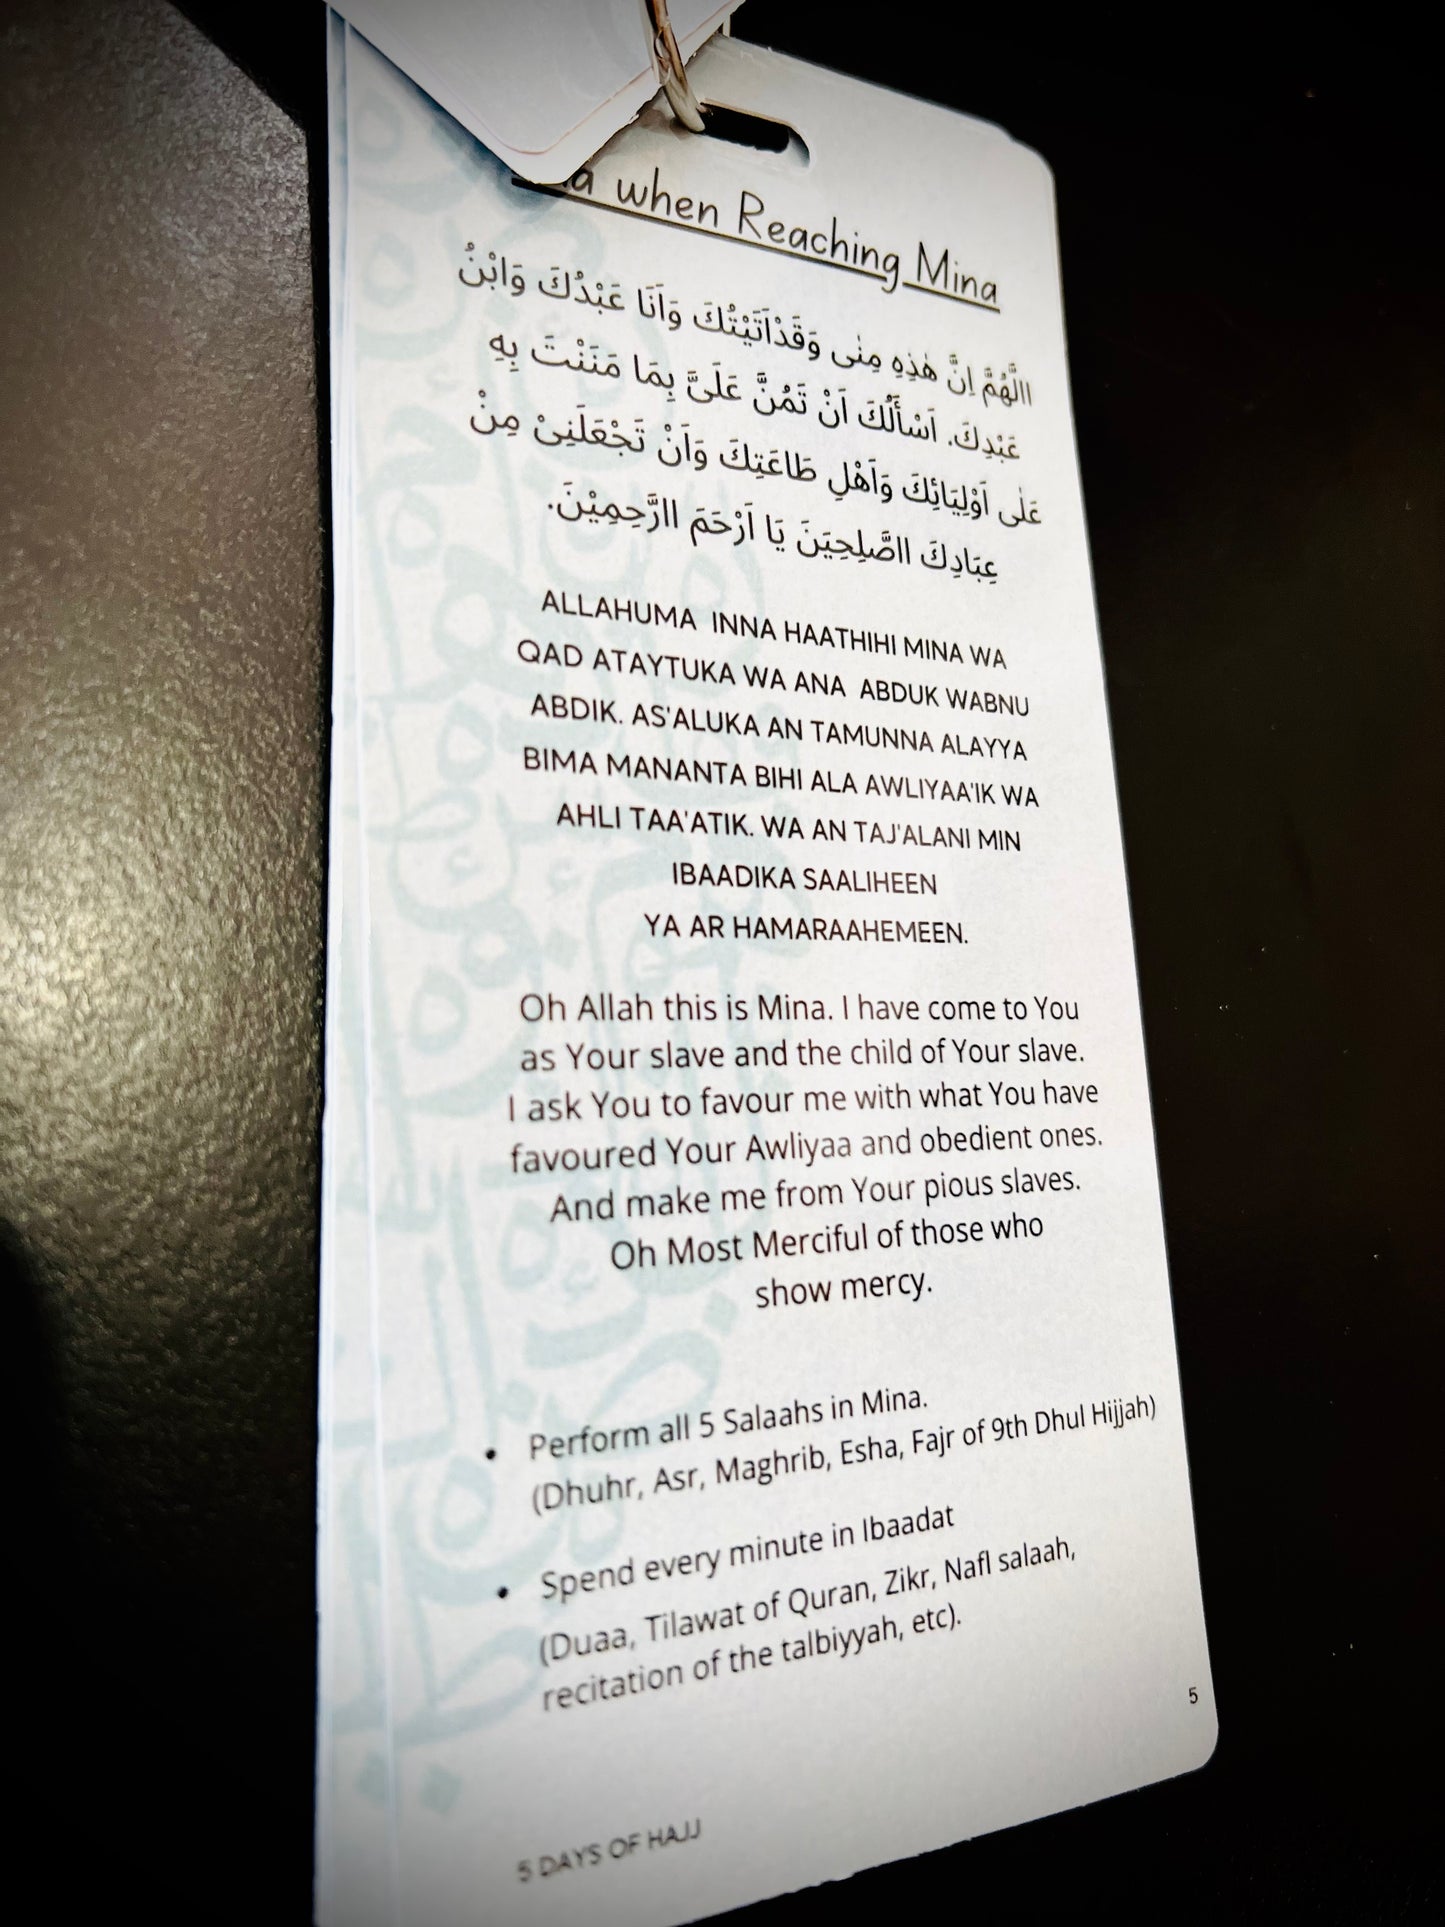 when Reaching Mina
االَّهُمَّ اِنَّ هٰذِهِ مِنٰى وَقَدْاَتَيْتُكَ وَاَنَا عَبْدُكَ وَابْنُ
عَبْدِكَ. اَسْأَلُكَ اَنْ تَمُنَّ عَلَىَّ بِمَا مَنَنْتَ بِهِ
عَلٰى اَوْلِيَائِكَ وَاَهْلِ طَاعَتِكَ وَاَنْ تَجْعَلَنِىْ مِنْ
عِبَادِكَ ااصَّلِحِيَنَ يَا اَرْحَمَ اارَّحِمِيْنَ.
ALLAHUMA INNA HAATHIHI MINA WA
QAD ATAYTUKA WA ANA ABDUK WABNU
ABDIK. AS'ALUKA AN TAMUNNA ALAYYA
BIMA MANANTA BIHI ALA AWLIYAA'IK WA
AHLI TAA'ATIK. WA AN TAJ'ALANI MIN
IBAADIKA SAALIHEEN
YA AR HAMARAAHEMEEN.
Oh Allah this is Mina. I have come to You
as Your slave and the child of Your slave.
I ask You to favour me with what You have
favoured Your Awliyaa and obedient ones.
And make me from Your pious slaves.
Oh Most Merciful of those who
show mercy.
• Perform all 5 Salaahs in Mina.
(Dhuhr, Asr, Maghrib, Esha, Fajr of 9th Dhul Hijjah)
• Spend every minute in Ibaadat
(Duaa, Tilawat of Quran, Zikr, Nafl salaah,
recitation of the talbiyyah, etc).
5
5 DAYS OF HAJJ